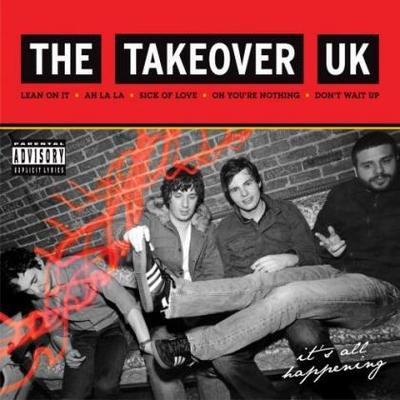 THE TAKEOVER UK
LEAN ON IT • AH LA LA • SICK OF LOVE • OH YOU'RE NOTHING • DON'T WAIT UP
PARENTAL
ADVISORY
EXPLICIT LYRICS
it's all
happening